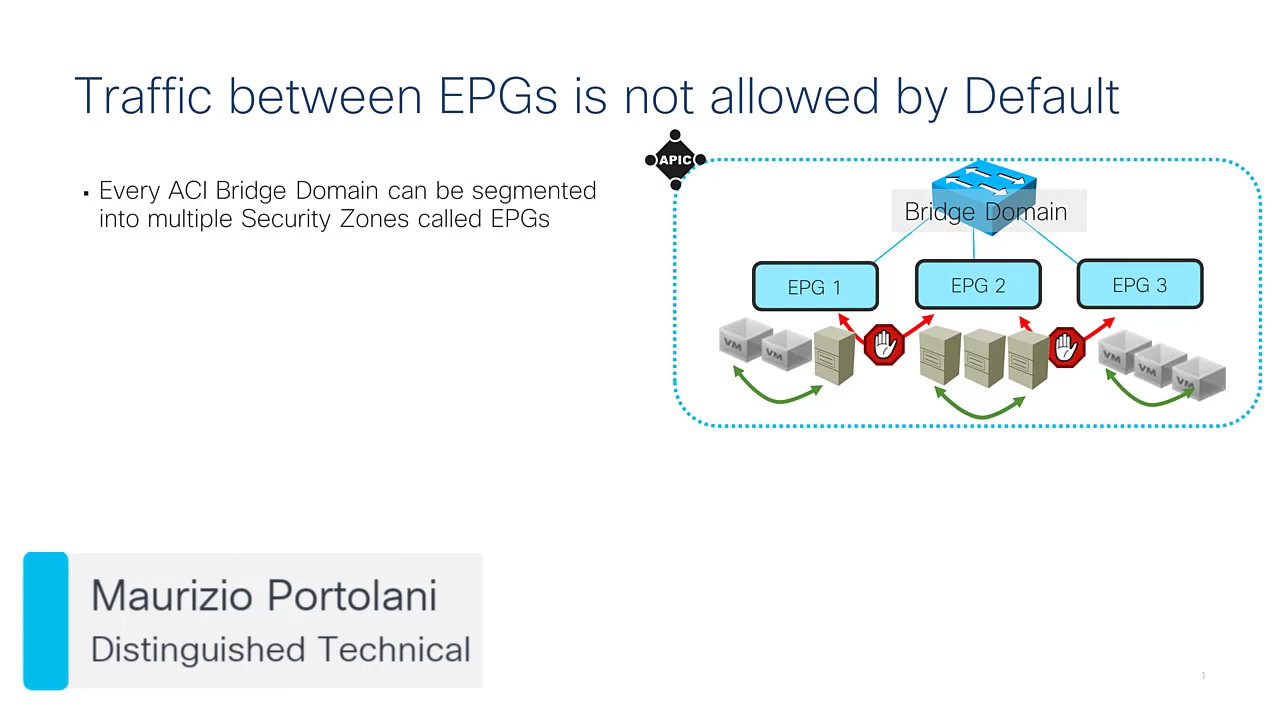 Traffic between EPGs is not allowed by Default
▪ Every ACI Bridge Domain can be segmented
into multiple Security Zones called EPGs
APIC
Bridge Domain
EPG 1
EPG 2
EPG 3
VM
VM
VM
VM
VM
Maurizio Portolani
Distinguished Technical
1